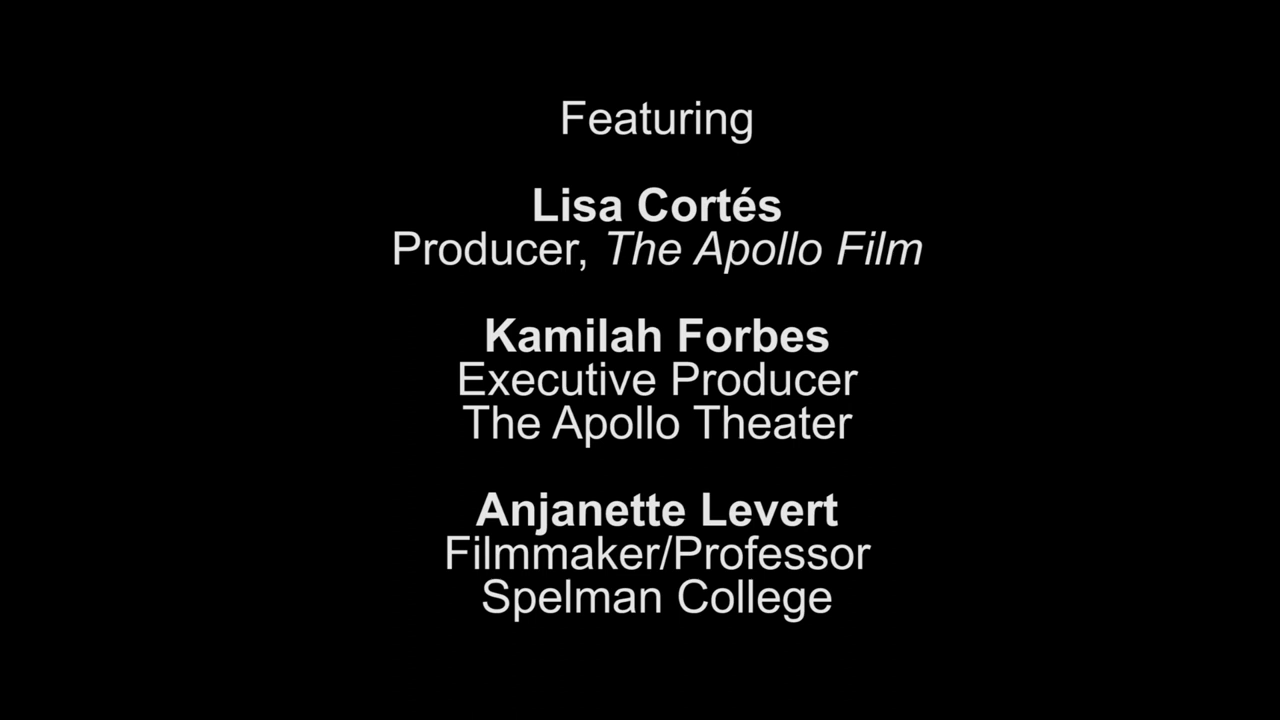 Featuring
Lisa Cortés
Producer, The Apollo Film
Kamilah Forbes
Executive Producer
The Apollo Theater
Anjanette Levert
Filmmaker/Professor
Spelman College